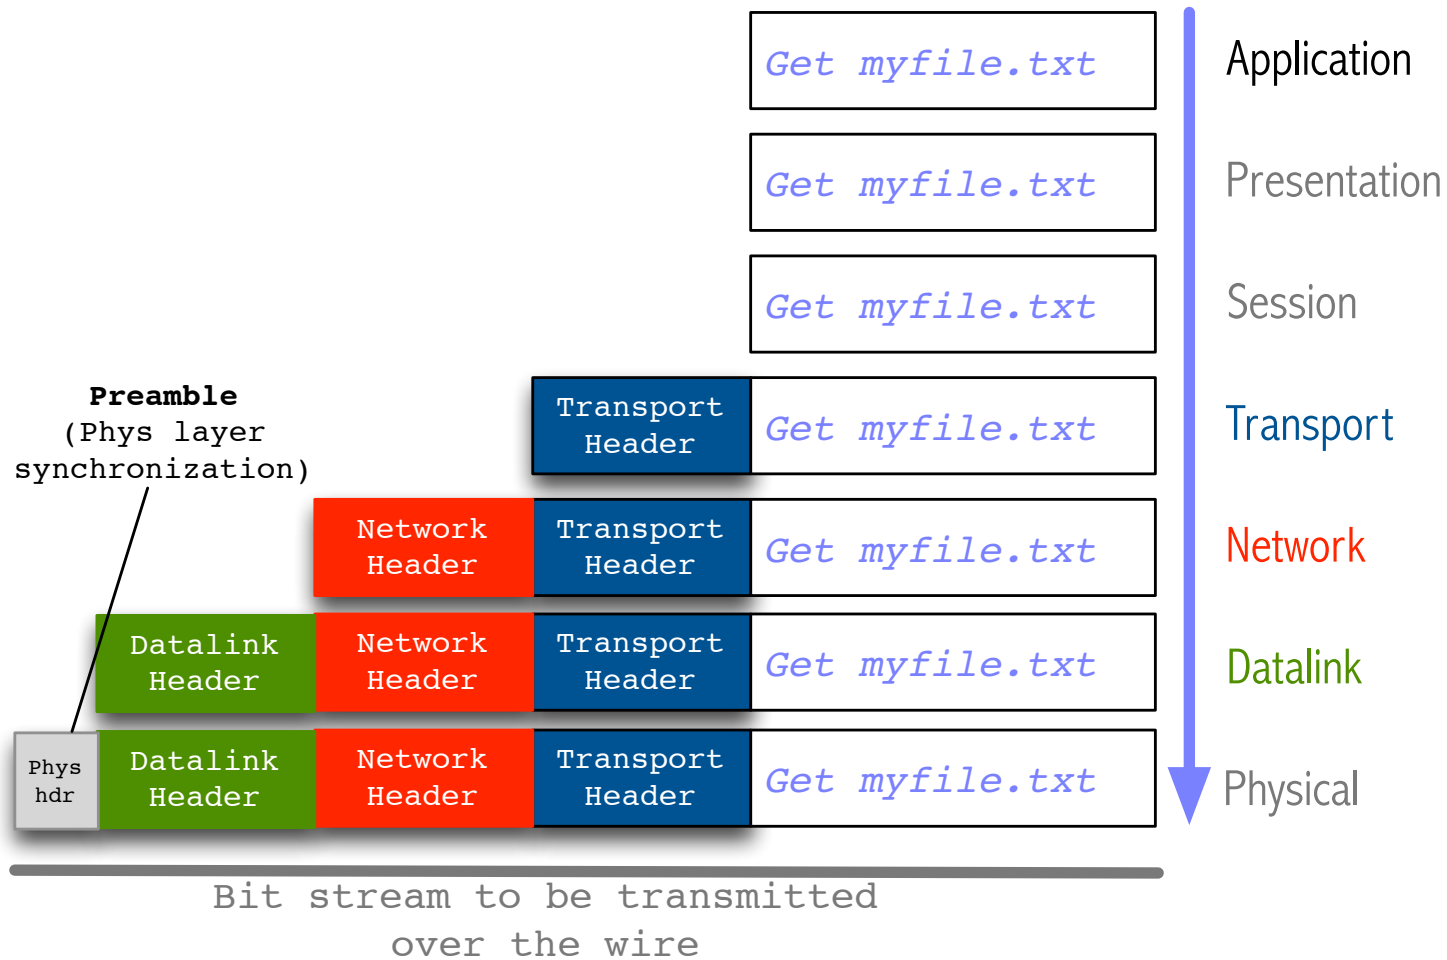 Get myfile.txt
Application
Get myfile.txt
Presentation
Get myfile.txt
Session
Preamble
(Phys layer
synchronization)
Transport
Header
Get myfile.txt
Transport
Network
Header
Transport
Header
Get myfile.txt
Network
Datalink
Header
Network
Header
Transport
Header
Get myfile.txt
Datalink
Phys
hdr
Datalink
Header
Network
Header
Transport
Header
Get myfile.txt
Physical
Bit stream to be transmitted
over the wire